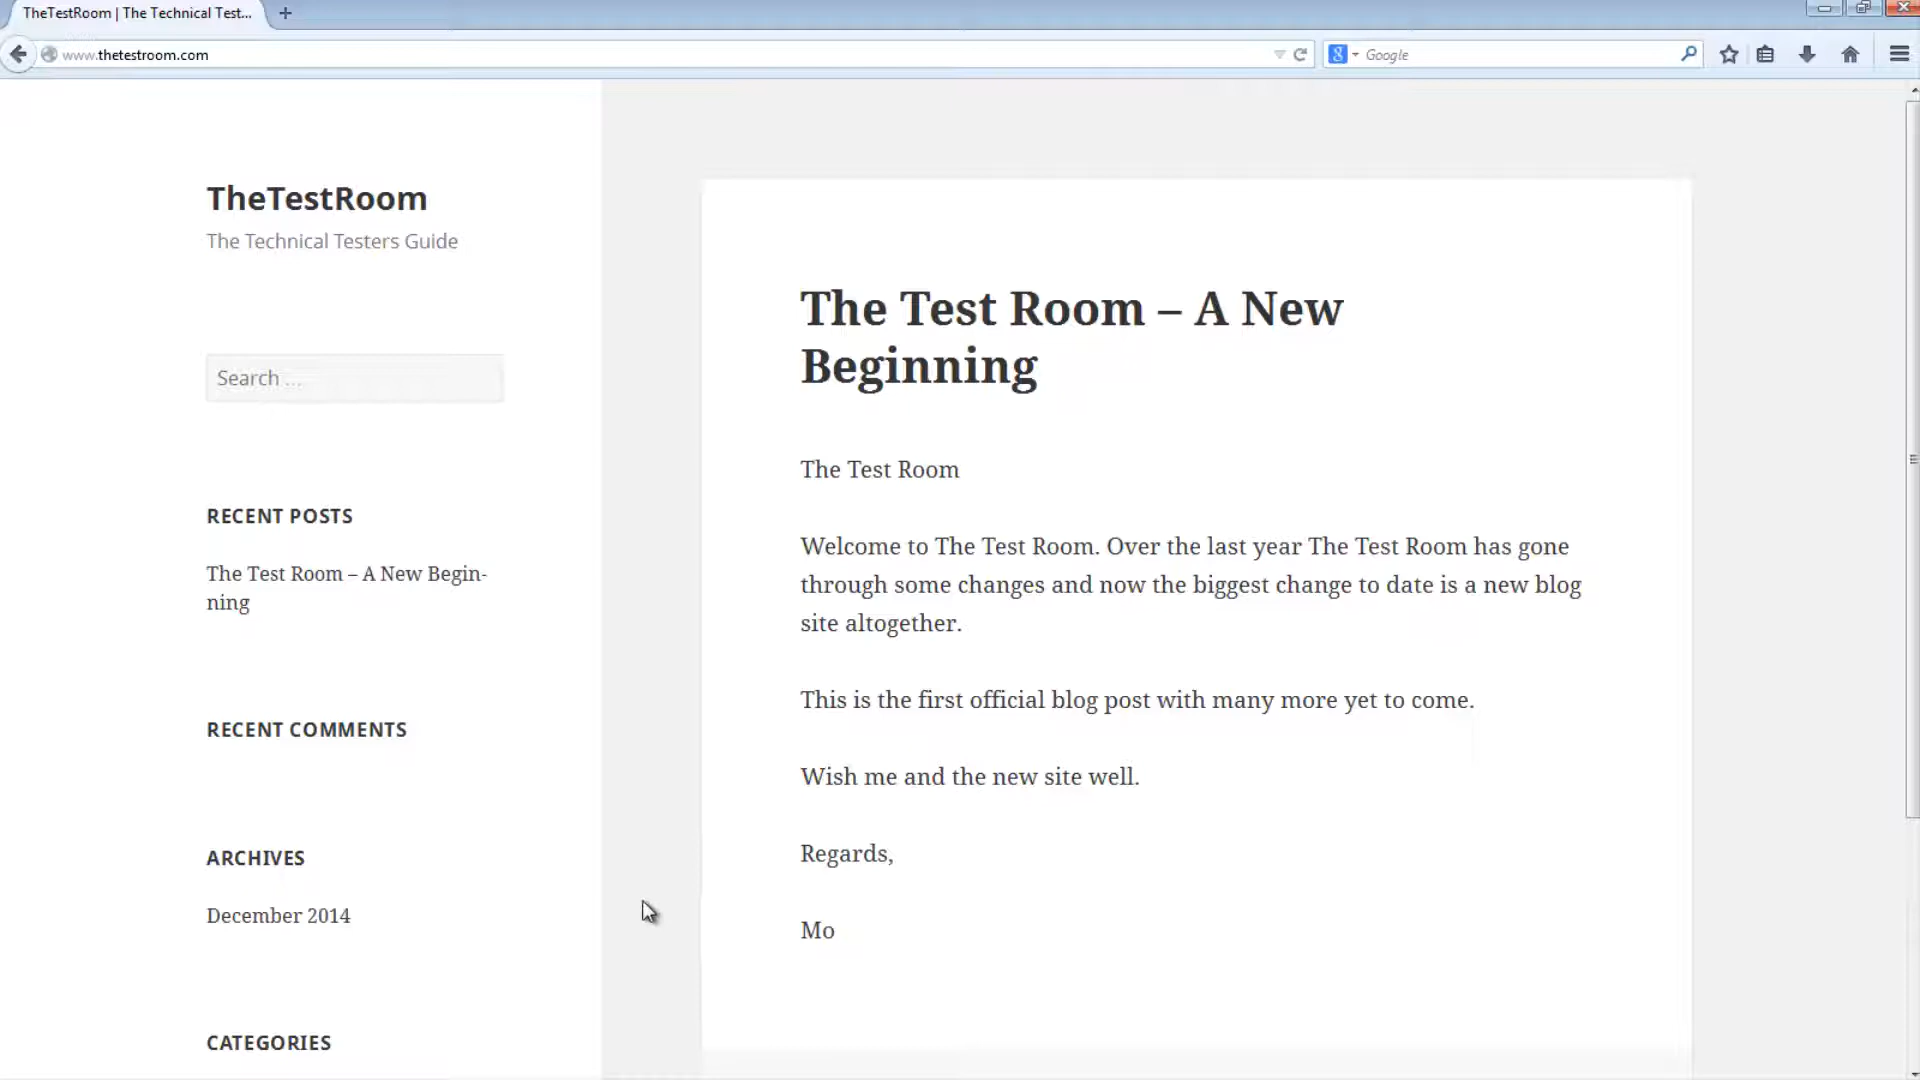 TheTestRoom | The Technical Test...
www.thetestroom.com
Google
TheTestRoom
The Technical Testers Guide
Search ...
RECENT POSTS
The Test Room – A New Begin-
ning
RECENT COMMENTS
ARCHIVES
December 2014
CATEGORIES
The Test Room – A New
Beginning
The Test Room
Welcome to The Test Room. Over the last year The Test Room has gone
through some changes and now the biggest change to date is a new blog
site altogether.
This is the first official blog post with many more yet to come.
Wish me and the new site well.
Regards,
Mo